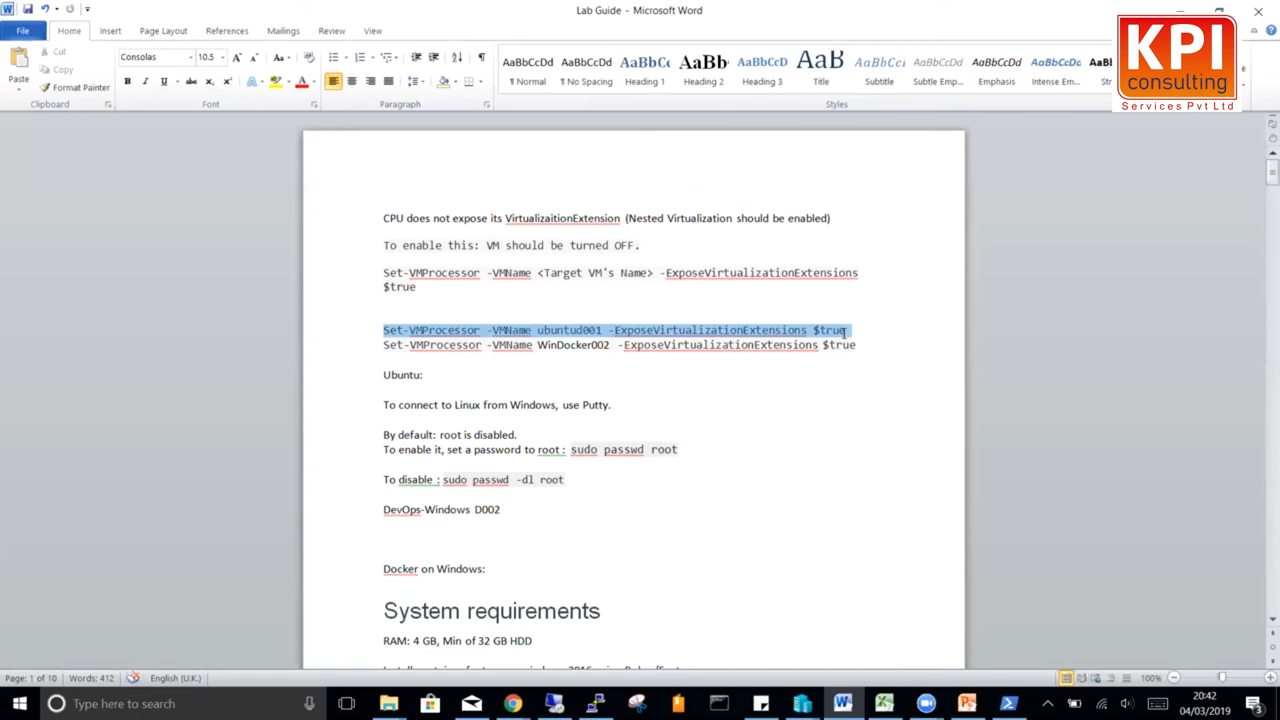 Lab Guide - Microsoft Word
File Home Insert Page Layout References Mailings Review View
KPI
consulting
Services Pvt Ltd
Paste
Cut
Copy
Format Painter
Consolas 10.5
AaBbCcDd AaBbCcDd AaBbC AaBb AaBbCcD AaB AaBbCcD AaBbCcDd AaBbCcDd AaBbCcDd
¶ Normal ¶ No Spacing Heading 1 Heading 2 Heading 3 Title Subtitle Subtle Emp... Emphasis Intense Em...
Clipboard Font Paragraph Styles
CPU does not expose its VirtualizaitionExtension (Nested Virtualization should be enabled)
To enable this: VM should be turned OFF.
Set-VMProcessor -VMName <Target VM's Name> -ExposeVirtualizationExtensions
$true
Set-VMProcessor -VMName ubuntud001 -ExposeVirtualizationExtensions $true
Set-VMProcessor -VMName WinDocker002 -ExposeVirtualizationExtensions $true
Ubuntu:
To connect to Linux from Windows, use Putty.
By default: root is disabled.
To enable it, set a password to root : sudo passwd root
To disable : sudo passwd -dl root
DevOps-Windows D002
Docker on Windows:
System requirements
RAM: 4 GB, Min of 32 GB HDD
Page: 1 of 10 Words: 412 English (U.K.) 100%
Type here to search
20:42
04/03/2019